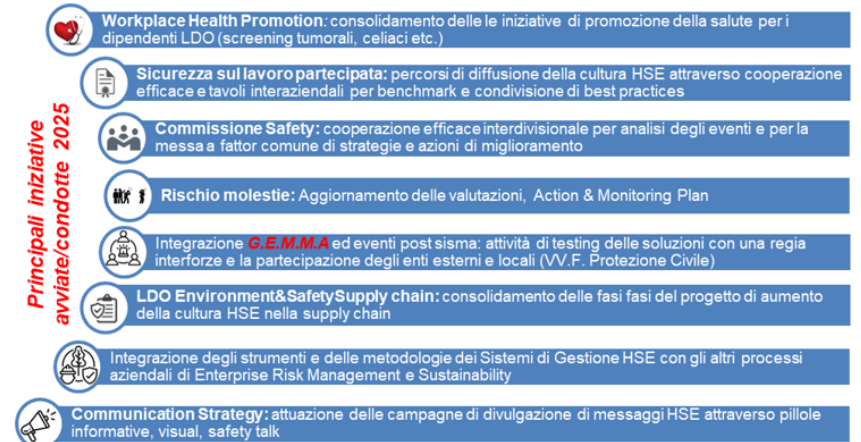 Principali iniziative
avviate/condotte 2025
Workplace Health Promotion: consolidamento delle le iniziative di promozione della salute per i
dipendenti LDO (screening tumorali, celiaci etc.)
Sicurezza sul lavoro partecipata: percorsi di diffusione della cultura HSE attraverso cooperazione
efficace e tavoli interaziendali per benchmark e condivisione di best practices
Commissione Safety: cooperazione efficace interdivisionale per analisi degli eventi e per la
messa a fattor comune di strategie e azioni di miglioramento
Rischio molestie: Aggiornamento delle valutazioni, Action & Monitoring Plan
Integrazione G.E.M.M.A ed eventi post sisma: attività di testing delle soluzioni con una regia
interforze e la partecipazione degli enti esterni e locali (VV.F. Protezione Civile)
LDO Environment&SafetySupply chain: consolidamento delle fasi fasi del progetto di aumento
della cultura HSE nella supply chain
Integrazione degli strumenti e delle metodologie dei Sistemi di Gestione HSE con gli altri processi
aziendali di Enterprise Risk Management e Sustainability
Communication Strategy: attuazione delle campagne di divulgazione di messaggi HSE attraverso pillole
informative, visual, safety talk